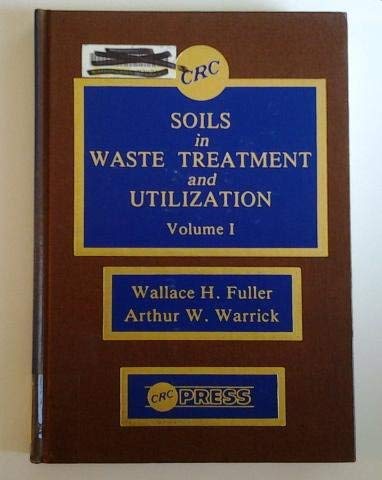 CRC
SOILS
in
WASTE TREATMENT
and
UTILIZATION
Volume I
Wallace H. Fuller
Arthur W. Warrick
CRC PRESS